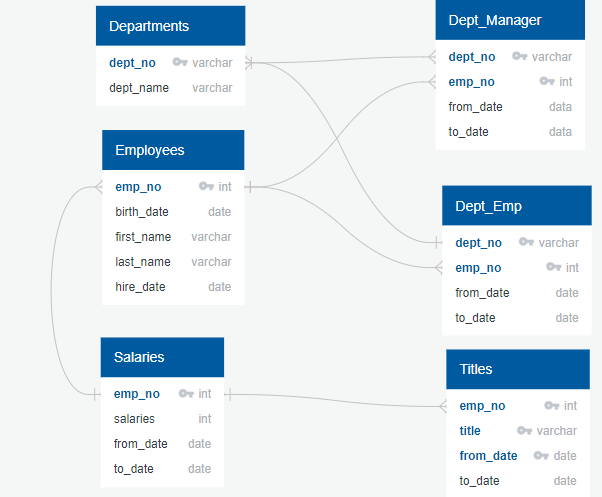 Departments
dept_no varchar
dept_name varchar
Employees
emp_no int
birth_date date
first_name varchar
last_name varchar
hire_date date
Salaries
emp_no int
salaries int
from_date date
to_date date
Dept_Manager
dept_no varchar
emp_no int
from_date data
to_date data
Dept_Emp
dept_no varchar
emp_no int
from_date date
to_date date
Titles
emp_no int
title varchar
from_date date
to_date date